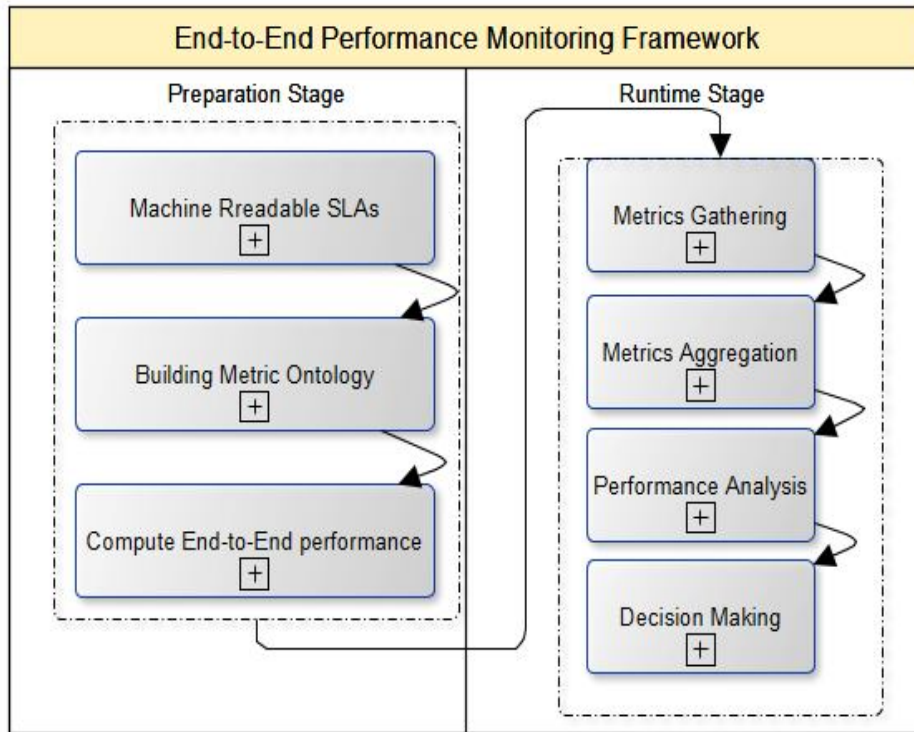 End-to-End Performance Monitoring Framework
Preparation Stage
Machine Rreadable SLAs
Building Metric Ontology
Compute End-to-End performance
Runtime Stage
Metrics Gathering
Metrics Aggregation
Performance Analysis
Decision Making